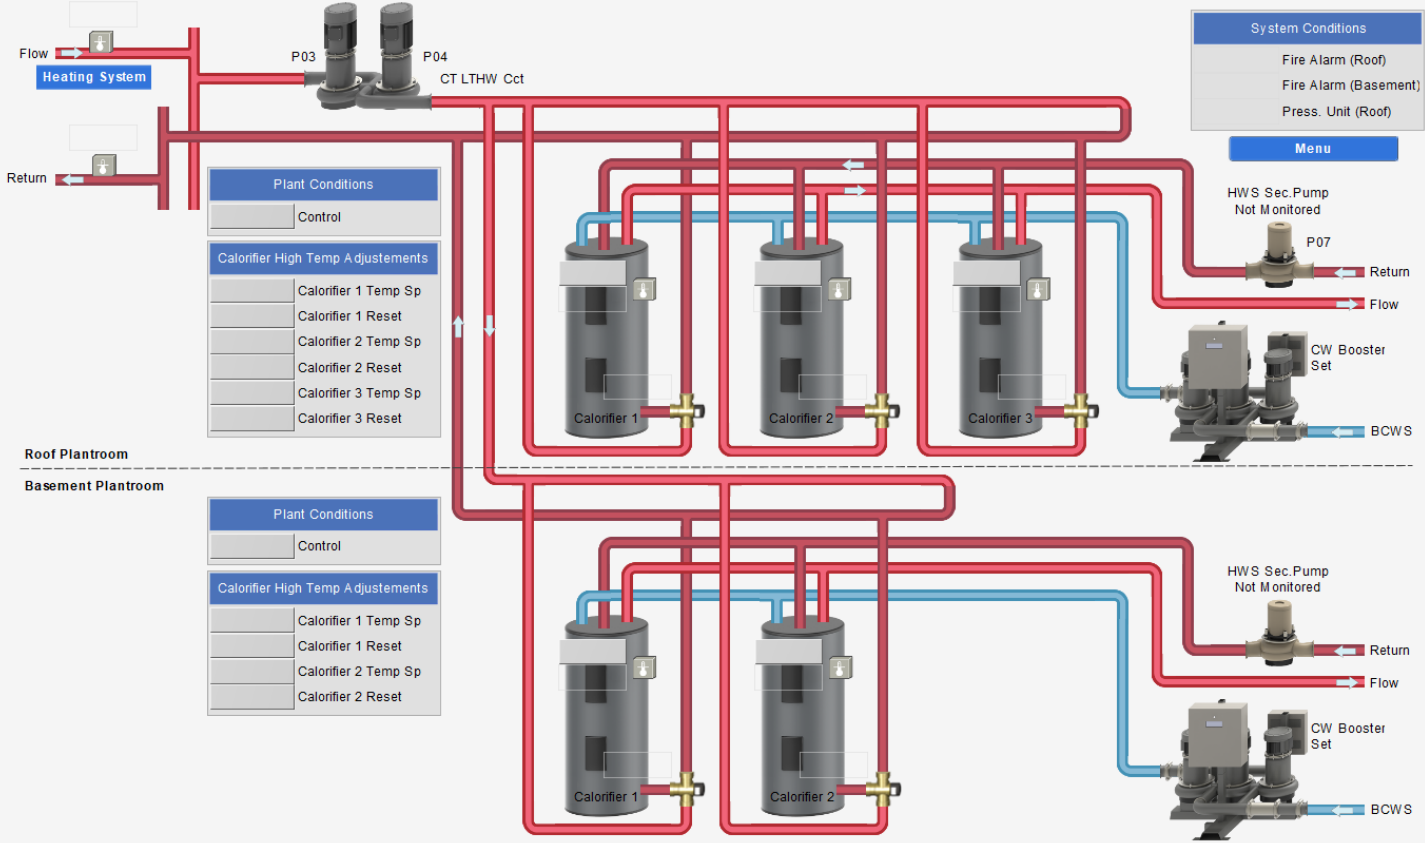 Flow
Heating System
Return
P03
P04
CT LTHW Cct
System Conditions
Fire Alarm (Roof)
Fire Alarm (Basement)
Press. Unit (Roof)
Menu
Plant Conditions
Control
Calorifier High Temp Adjustements
Calorifier 1 Temp Sp
Calorifier 1 Reset
Calorifier 2 Temp Sp
Calorifier 2 Reset
Calorifier 3 Temp Sp
Calorifier 3 Reset
Calorifier 1
Calorifier 2
Calorifier 3
HWS Sec.Pump
Not Monitored
P07
Return
Flow
CW Booster
Set
BCWS
Roof Plantroom
Basement Plantroom
Plant Conditions
Control
Calorifier High Temp Adjustements
Calorifier 1 Temp Sp
Calorifier 1 Reset
Calorifier 2 Temp Sp
Calorifier 2 Reset
Calorifier 1
Calorifier 2
HWS Sec.Pump
Not Monitored
Return
Flow
CW Booster
Set
BCWS